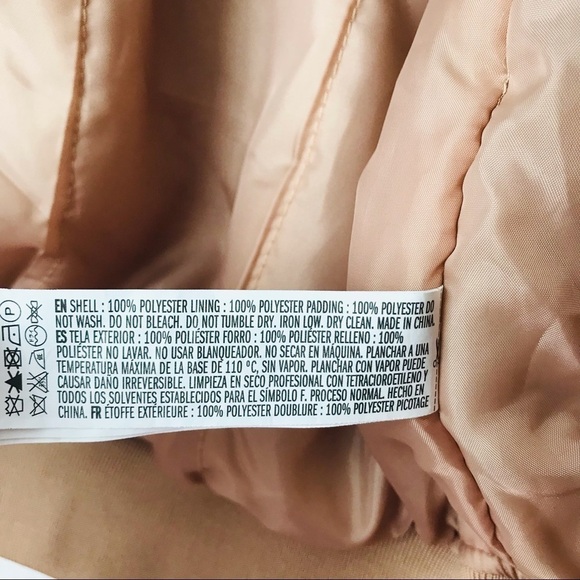 EN SHELL : 100% POLYESTER LINING : 100% POLYESTER PADDING : 100% POLYESTER DO
NOT WASH. DO NOT BLEACH. DO NOT TUMBLE DRY. IRON LOW. DRY CLEAN. MADE IN CHINA.
ES TELA EXTERIOR : 100% POLIÉSTER FORRO : 100% POLIÉSTER RELLENO : 100%
POLIÉSTER NO LAVAR. NO USAR BLANQUEADOR. NO SECAR EN MÁQUINA. PLANCHAR A UNA
TEMPERATURA MÁXIMA DE LA BASE DE 110 ºC, SIN VAPOR. PLANCHAR CON VAPOR PUEDE
CAUSAR DAÑO IRREVERSIBLE. LIMPIEZA EN SECO PROFESIONAL CON TETRACLOROETILENO Y
TODOS LOS SOLVENTES ESTABLECIDOS PARA EL SÍMBOLO F. PROCESO NORMAL. HECHO EN
CHINA. FR ÉTOFFE EXTÉRIEURE : 100% POLYESTER DOUBLURE : 100% POLYESTER PICOTAGE
P